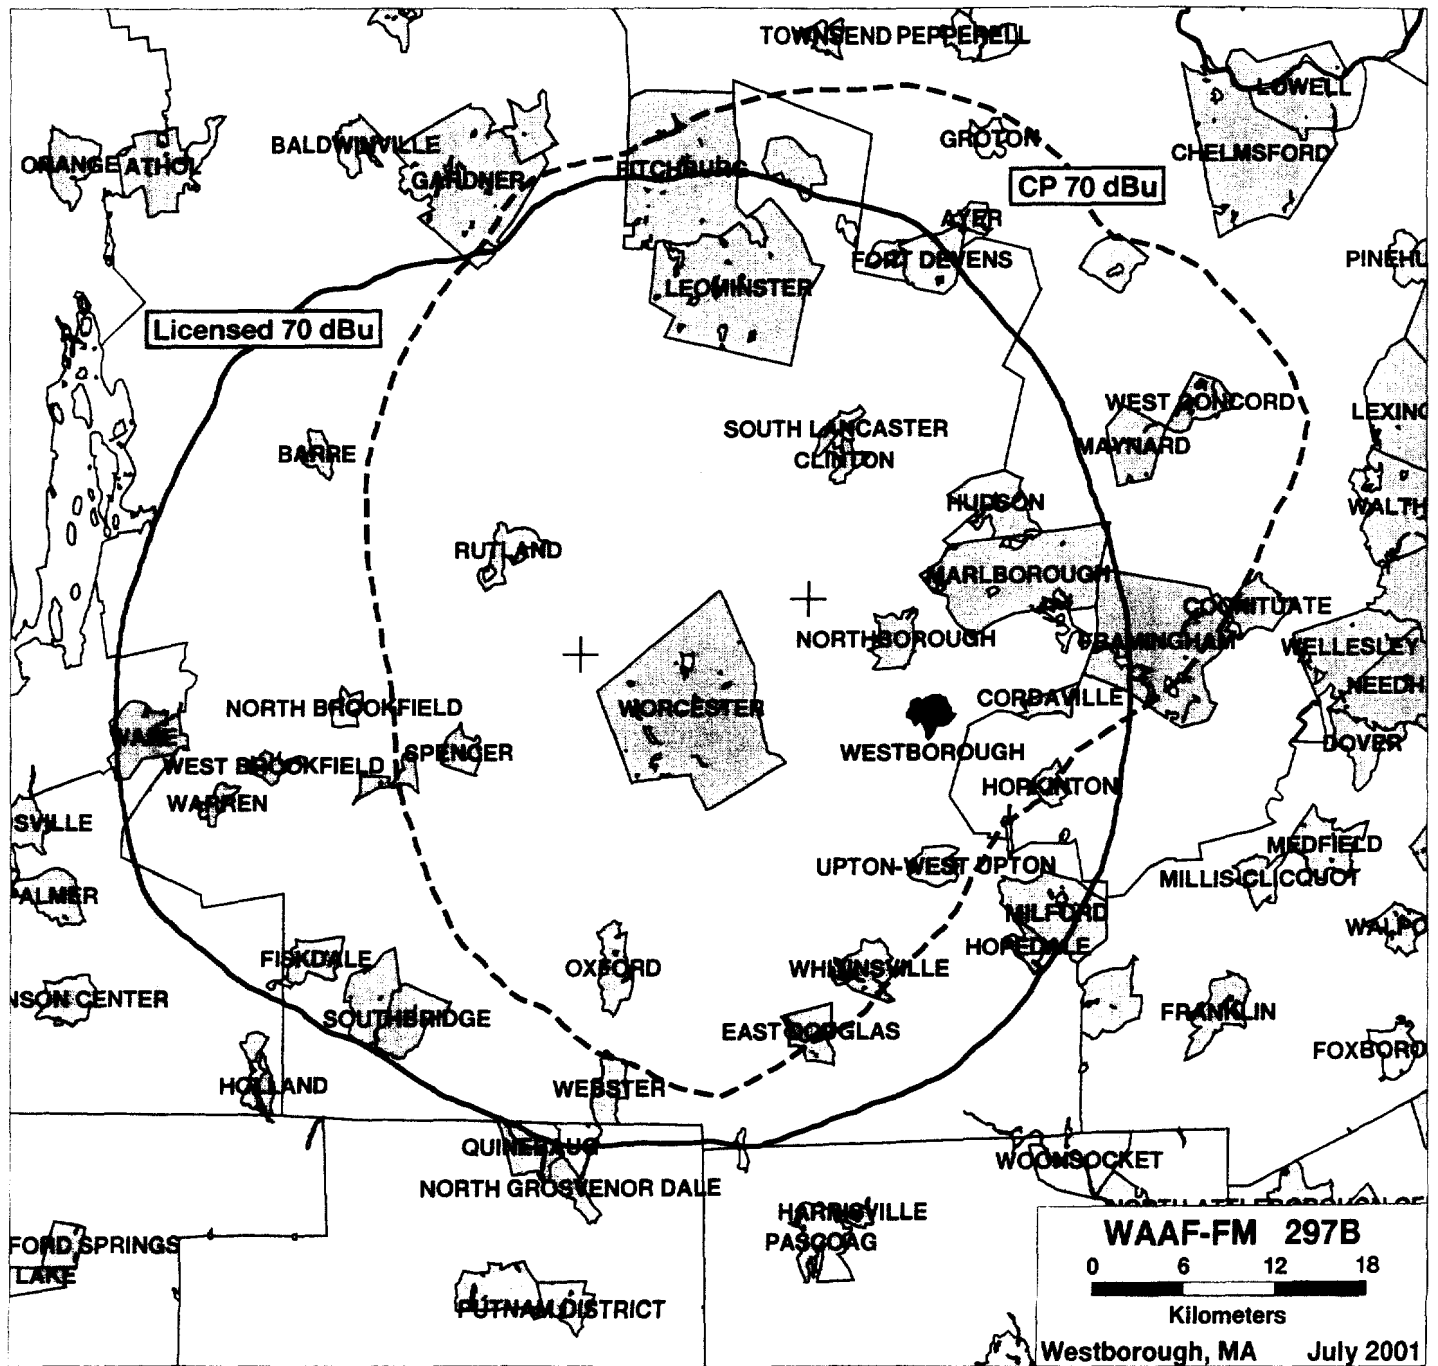 TOWNSEND PEPPERELL
LOWELL
BALDWINVILLE
GROTON
CHELMSFORD
ORANGE ATHOL
GARDNER
FITCHBURG
CP 70 dBu
AYER
FORT DEVENS
PINEHU
LEOMINSTER
Licensed 70 dBu
WEST CONCORD
LEXING
SOUTH LANCASTER
MAYNARD
BARRE
CLINTON
HUDSON
WALTH
RUTLAND
MARLBOROUGH
COCHITUATE
NORTHBOROUGH
FRAMINGHAM
WELLESLEY
NEEDH
CORDAVILLE
NORTH BROOKFIELD
WORCESTER
WARE
DOVER
WESTBOROUGH
SPENCER
WEST BROOKFIELD
HOPKINTON
WARREN
SVILLE
MEDFIELD
UPTON-WEST UPTON
MILLIS-CLICQUOT
ALMER
MILFORD
WALPO
HOPEDALE
FISKDALE
OXFORD
WHITINSVILLE
NSON CENTER
FRANKLIN
SOUTHBRIDGE
EAST DOUGLAS
FOXBORO
HOLLAND
WEBSTER
QUINEBAUG
WOONSOCKET
NORTH GROSVENOR DALE
HARRISVILLE
PASCOAG
FORD SPRINGS
LAKE
PUTNAM DISTRICT
WAAF-FM 297B
0 6 12 18
Kilometers
Westborough, MA July 2001